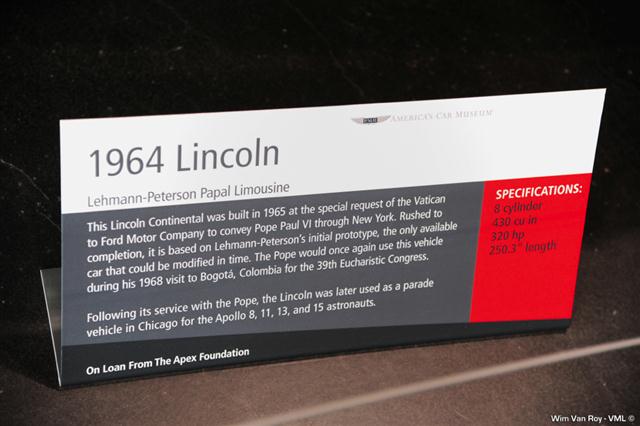 AMERICA'S CAR MUSEUM
1964 Lincoln
Lehmann-Peterson Papal Limousine
This Lincoln Continental was built in 1965 at the special request of the Vatican
to Ford Motor Company to convey Pope Paul VI through New York. Rushed to
completion, it is based on Lehmann-Peterson's initial prototype, the only available
car that could be modified in time. The Pope would once again use this vehicle
during his 1968 visit to Bogotá, Colombia for the 39th Eucharistic Congress.
Following its service with the Pope, the Lincoln was later used as a parade
vehicle in Chicago for the Apollo 8, 11, 13, and 15 astronauts.
On Loan From The Apex Foundation
SPECIFICATIONS:
8 cylinder
430 cu in
320 hp
250.3" length
Wim Van Roy - VML ©